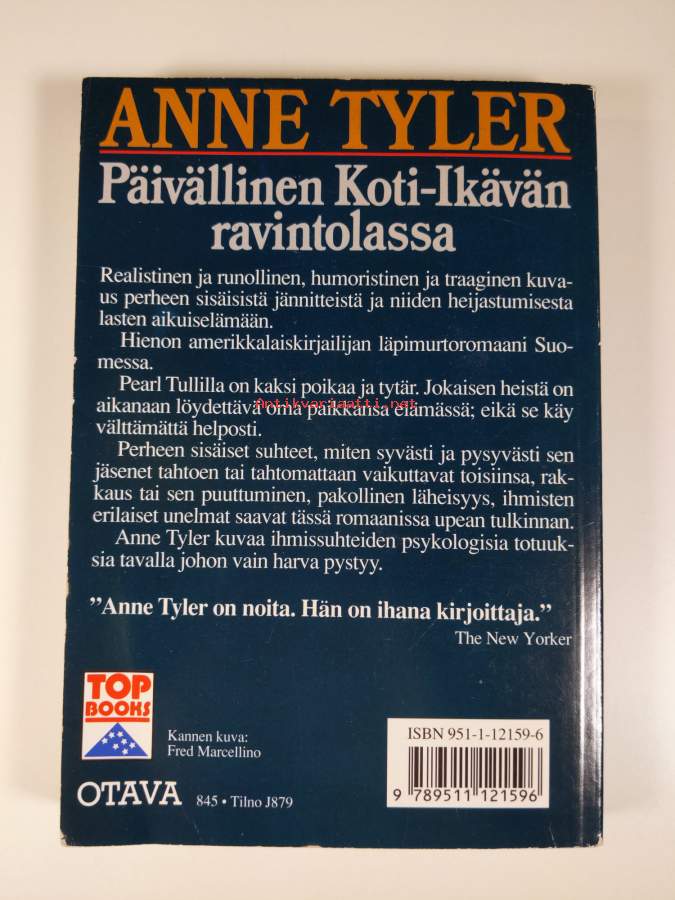 ANNE TYLER
Päivällinen Koti-Ikävän
ravintolassa
Realistinen ja runollinen, humoristinen ja traaginen kuva-
us perheen sisäisistä jännitteistä ja niiden heijastumisesta
lasten aikuiselämään.
Hienon amerikkalaiskirjailijan läpimurtoromaani Suo-
messa.
Pearl Tullilla on kaksi poikaa ja tytär. Jokaisen heistä on
aikanaan löydettävä oma paikkansa elämässä; eikä se käy
Antikvariaatti.net
välttämättä helposti.
Perheen sisäiset suhteet, miten syvästi ja pysyvästi sen
jäsenet tahtoen tai tahtomattaan vaikuttavat toisiinsa, rak-
kaus tai sen puuttuminen, pakollinen läheisyys, ihmisten
erilaiset unelmat saavat tässä romaanissa upean tulkinnan.
Anne Tyler kuvaa ihmissuhteiden psykologisia totuuk-
sia tavalla johon vain harva pystyy.
”Anne Tyler on noita. Hän on ihana kirjoittaja.”
The New Yorker
TOP
BOOKS
Kannen kuva:
Fred Marcellino
OTAVA
845 • Tilno J879
ISBN 951-1-12159-6
9 789511 121596